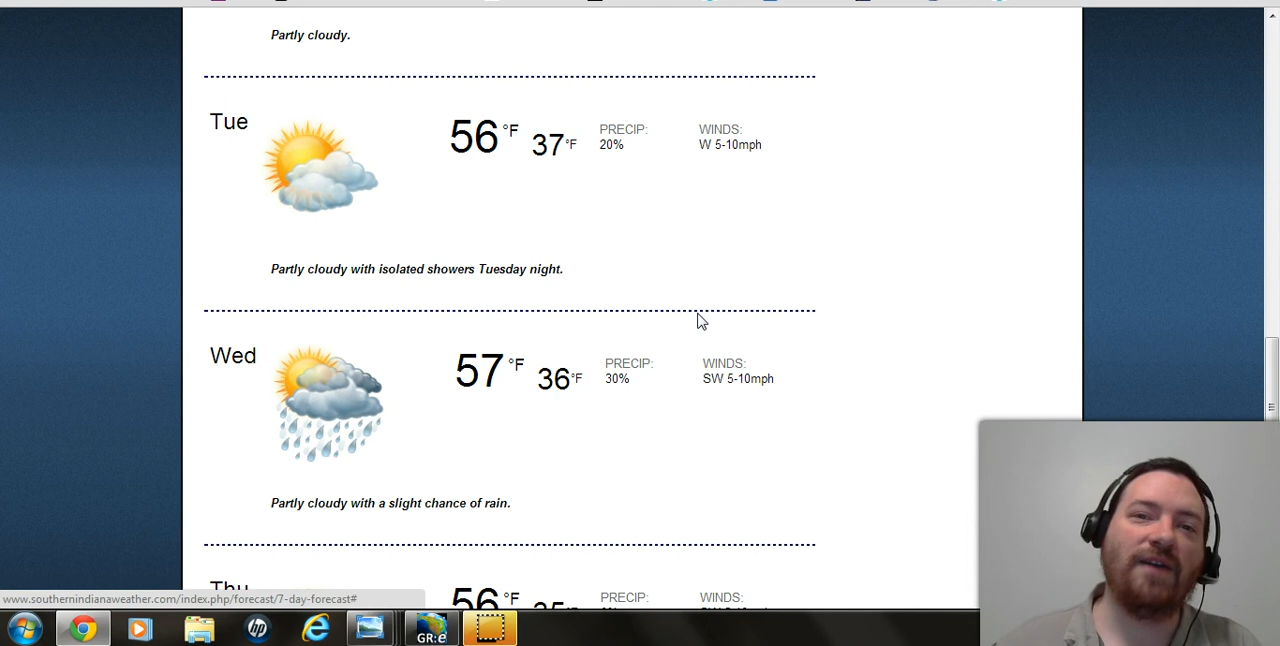 Partly cloudy.
Tue
56 °F 37 °F
PRECIP:
20%
WINDS:
W 5-10mph
Partly cloudy with isolated showers Tuesday night.
Wed
57 °F 36 °F
PRECIP:
30%
WINDS:
SW 5-10mph
Partly cloudy with a slight chance of rain.
Thu
56 °F
PRECIP:
WINDS:
www.southernindianaweather.com/index.php/forecast/7-day-forecast#
hp
GR:e